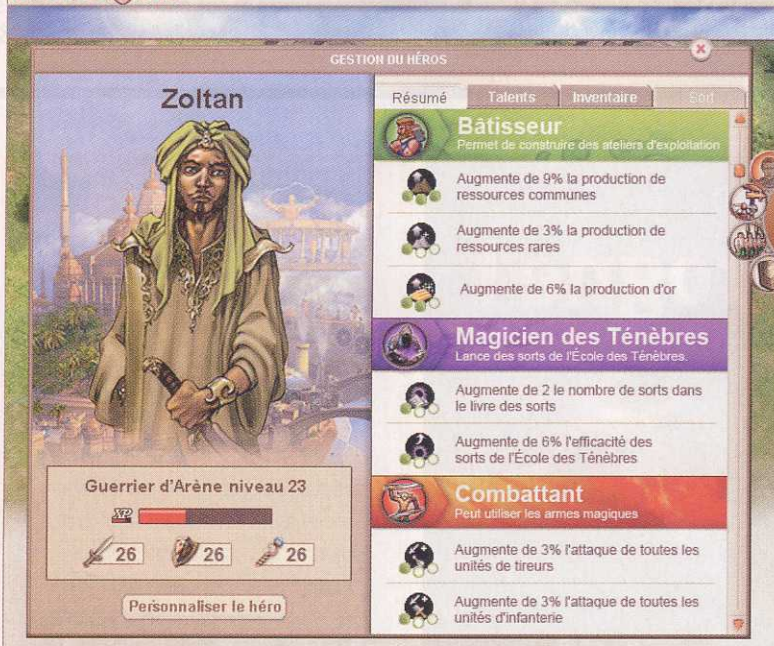 GESTION DU HÉROS
Zoltan
Guerrier d'Arène niveau 23
XP
26 26 26
Personnaliser le héro
Résumé Talents Inventaire Sort
Bâtisseur
Permet de construire des ateliers d'exploitation
Augmente de 9% la production de
ressources communes
Augmente de 3% la production de
ressources rares
Augmente de 6% la production d'or
Magicien des Ténèbres
Lance des sorts de l'École des Ténèbres.
Augmente de 2 le nombre de sorts dans
le livre des sorts
Augmente de 6% l'efficacité des
sorts de l'École des Ténèbres
Combattant
Peut utiliser les armes magiques
Augmente de 3% l'attaque de toutes les
unités de tireurs
Augmente de 3% l'attaque de toutes les
unités d'infanterie